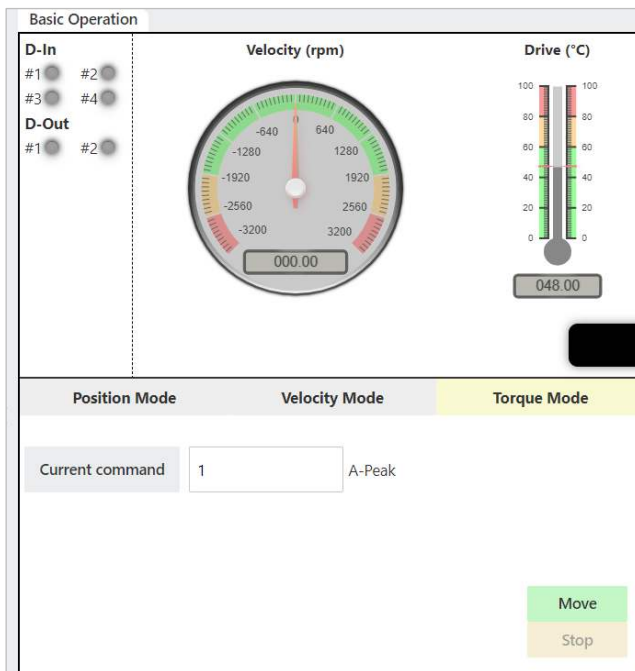 Basic Operation
D-In
#1 #2
#3 #4
D-Out
#1 #2
Velocity (rpm)
0
-640 640
-1280 1280
-1920 1920
-2560 2560
-3200 3200
000.00
Drive (°C)
100 100
80 80
60 60
40 40
20 20
0 0
048.00
Position Mode Velocity Mode Torque Mode
Current command 1 A-Peak
Move
Stop